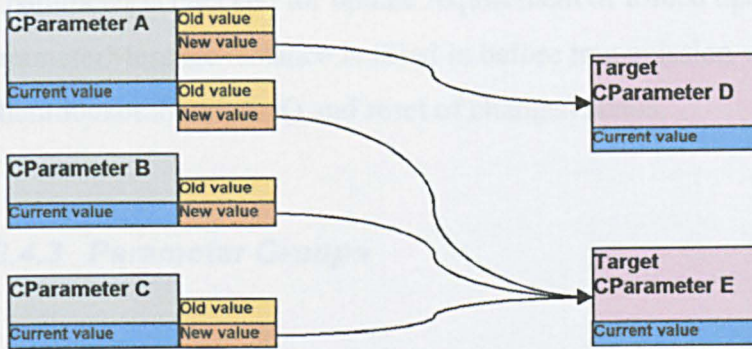 CParameter A
Old value
New value
Current value
Old value
New value
Target
CParameter D
Current value
CParameter B
Old value
Current value
New value
2.4.3 Parameter Groups
Target
CParameter E
Current value
CParameter C
Old value
Current value
New value